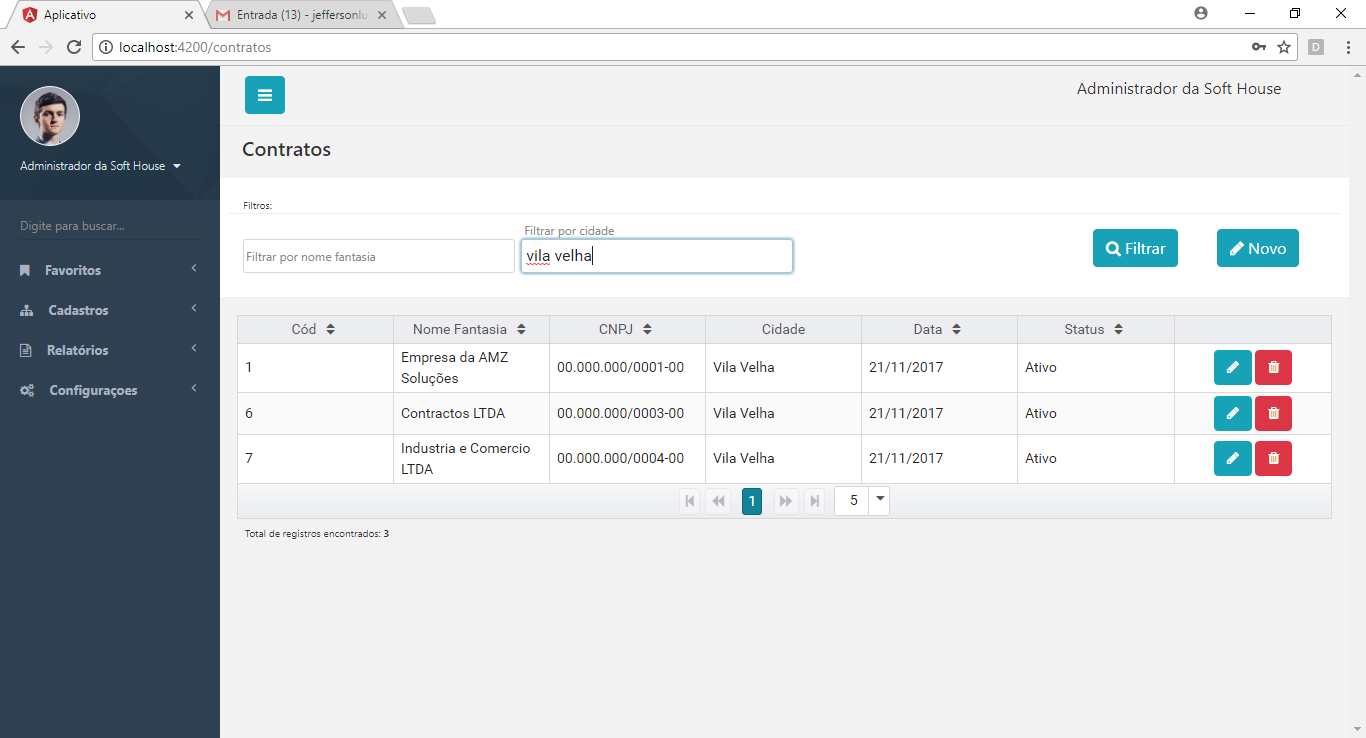 Aplicativo
Entrada (13) - jeffersonlu
localhost:4200/contratos
D
Administrador da Soft House
Digite para buscar...
Favoritos
Cadastros
Relatórios
Configuraçoes
Administrador da Soft House
Contratos
Filtros:
Filtrar por cidade
Filtrar por nome fantasia
vila velha
Filtrar
Novo
Cód Nome Fantasia CNPJ Cidade Data Status
1 Empresa da AMZ Soluções 00.000.000/0001-00 Vila Velha 21/11/2017 Ativo
6 Contractos LTDA 00.000.000/0003-00 Vila Velha 21/11/2017 Ativo
7 Industria e Comercio LTDA 00.000.000/0004-00 Vila Velha 21/11/2017 Ativo
1 5
Total de registros encontrados: 3